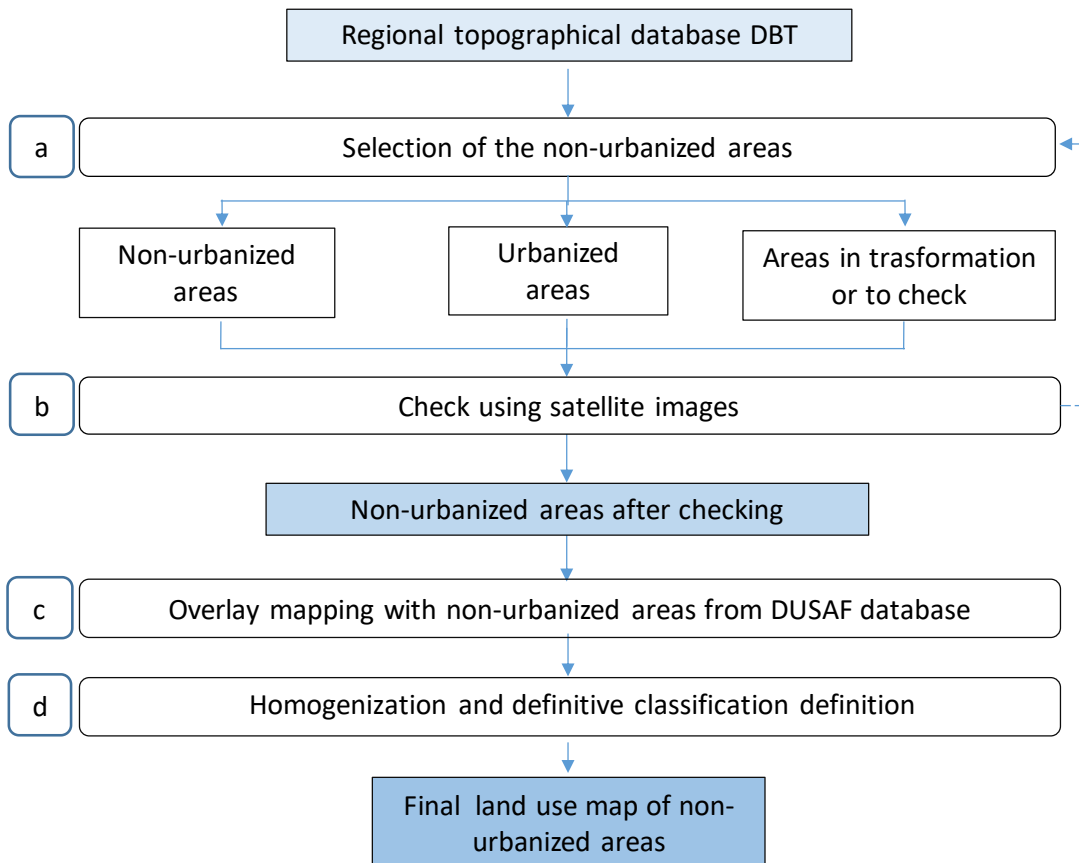 Regional topographical database DBT
a
Selection of the non-urbanized areas
Non-urbanized
areas
Urbanized
areas
Areas in trasformation
or to check
b
Check using satellite images
Non-urbanized areas after checking
c
Overlay mapping with non-urbanized areas from DUSAF database
d
Homogenization and definitive classification definition
Final land use map of non-
urbanized areas